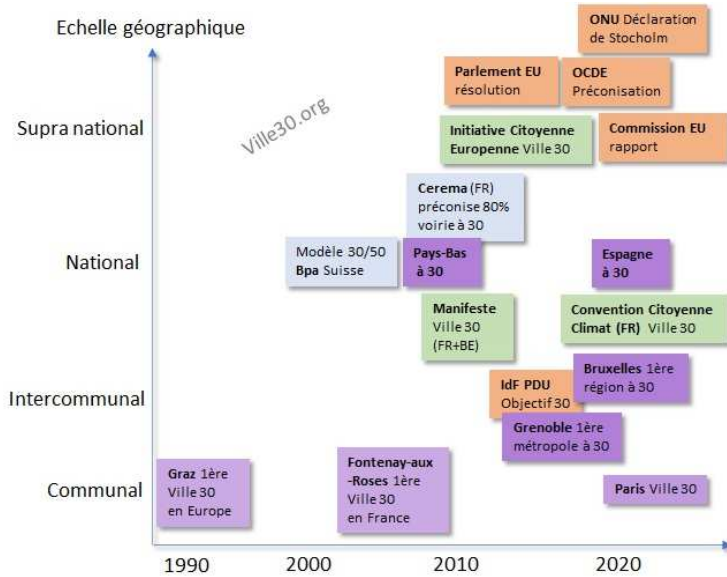 Echelle géographique
ONU Déclaration
de Stocholm
Parlement EU
résolution
OCDE
Préconisation
Ville30.org
Supra national
Initiative Citoyenne
Europenne Ville 30
Commission EU
rapport
Cerema (FR)
préconise 80%
voirie à 30
National
Modèle 30/50
Bpa Suisse
Pays-Bas
à 30
Espagne
à 30
Manifeste
Ville 30
(FR+BE)
Convention Citoyenne
Climat (FR) Ville 30
Intercommunal
IdF PDU
Objectif 30
Bruxelles 1ère
région à 30
Grenoble 1ère
métropole à 30
Communal
Graz 1ère
Ville 30
en Europe
Fontenay-aux
-Roses 1ère
Ville 30
en France
Paris Ville 30
1990
2000
2010
2020